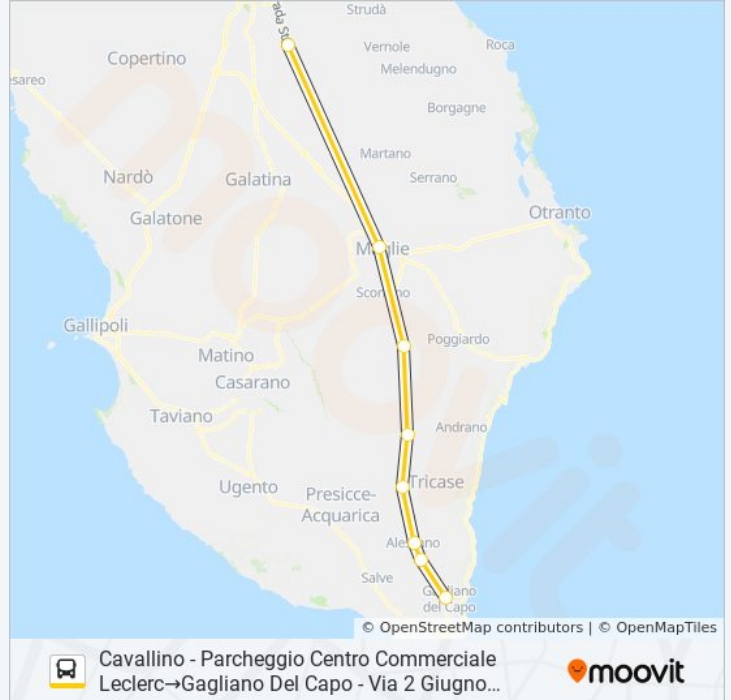 Strudà
Vernole
Roca
Copertino
Melendugno
Borgagne
Martano
Nardò
Galatina
Serrano
Galatone
Otranto
Gallipoli
Poggiardo
Matino
Casarano
Taviano
Andrano
Ugento
Tricase
Presicce-
Acquarica
Salve
del Capo
© OpenStreetMap contributors | © OpenMapTiles
Cavallino - Parcheggio Centro Commerciale
Leclerc→Gagliano Del Capo - Via 2 Giugno...
moovit